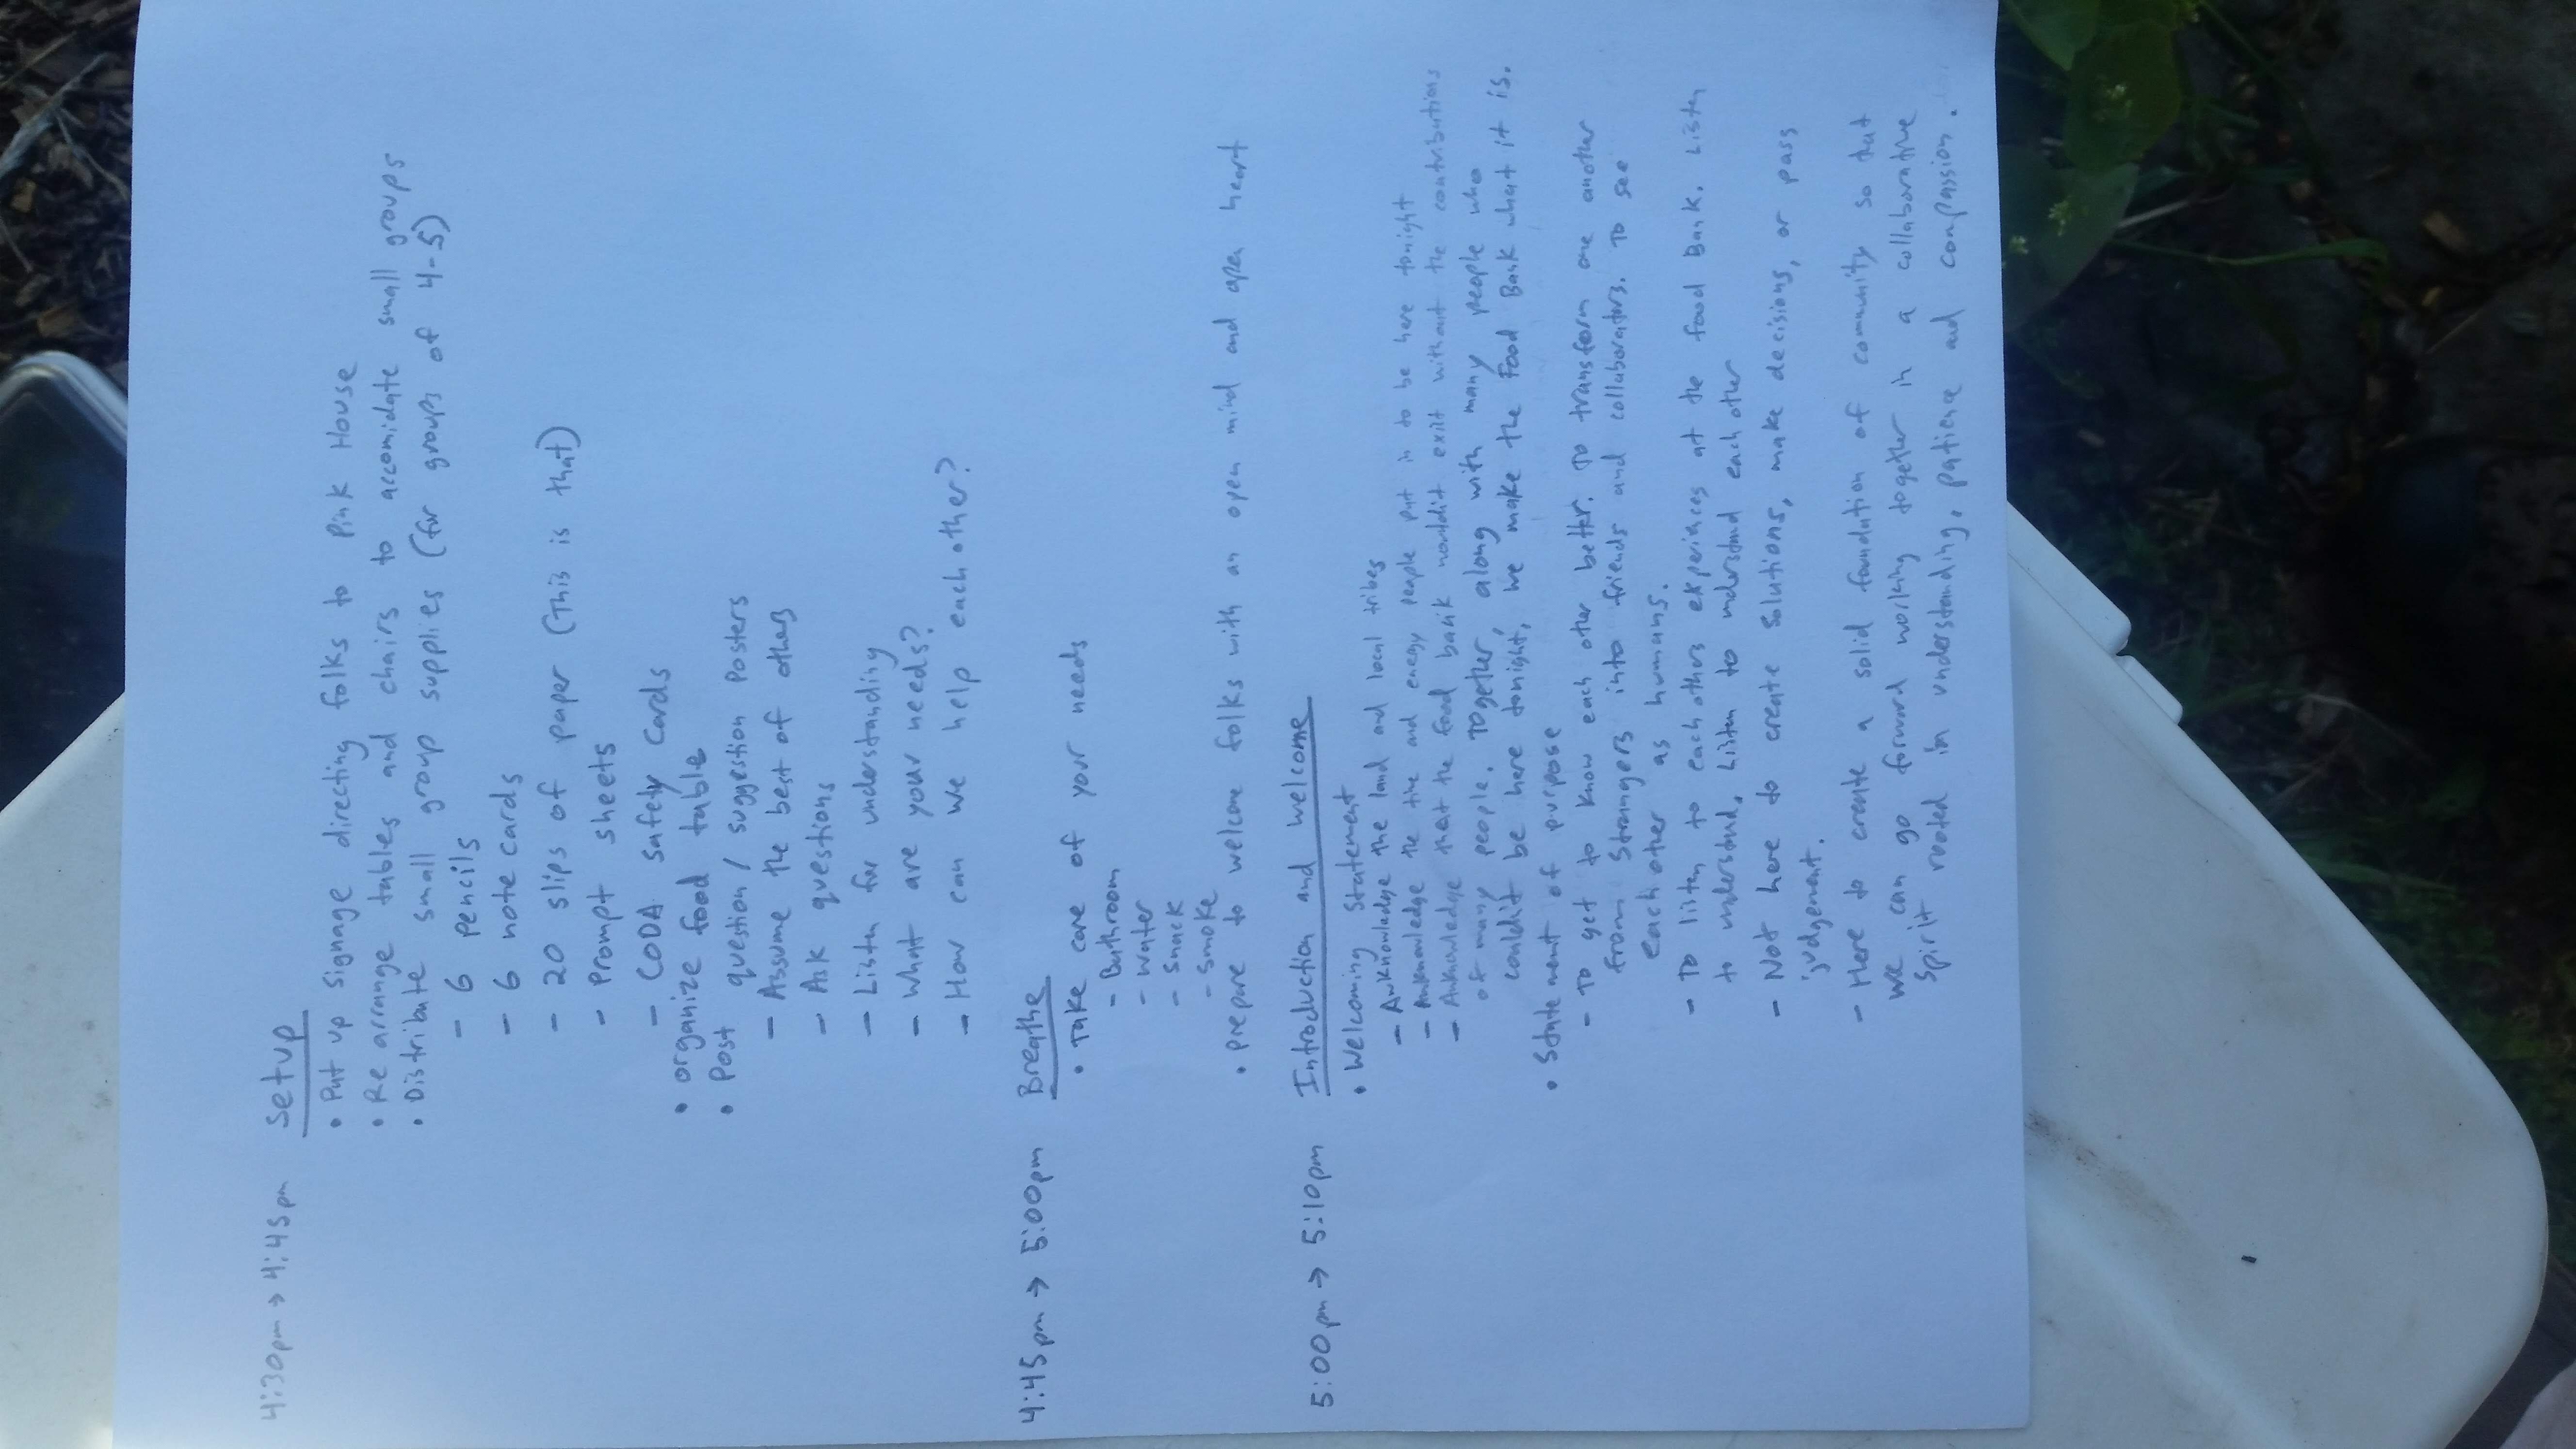 4:30pm → 4:45pm Setup
• Put up signage directing folks to Pink House
• Re arrange tables and chairs to accomidate small groups
• Distribute small group supplies (for groups of 4-5)
– 6 pencils
– 6 note cards
– 20 slips of paper (This is that)
– Prompt sheets
– CODA safety Cards
• organize food table
• Post question / suggestion Posters
– Assume the best of others
– Ask questions
– Listen for understanding
– What are your needs?
– How can we help each other?
4:45pm → 5:00pm Breathe
• Take care of your needs
– Bathroom
– Water
– Snack
– Smoke
• Prepare to welcome folks with an open mind and open heart
5:00pm → 5:10pm Introduction and welcome
• Welcoming Statement
– Awknowledge the land and local tribes
– Awknowledge the time and energy people put in to be here tonight
– Awknowledge that the food bank wouldn't exist without the contributions
of many people. Together, along with many people who
couldn't be here tonight, we make the Food Bank what it is.
• Statement of purpose
– To get to know each other better. To transform one another
from strangers into friends and collaborators. To see
each other as humans.
– To listen to each others experiences at the food Bank. Listen
to understand. Listen to understand each other
– Not here to create solutions, make decisions, or pass
judgement.
– Here to create a solid foundation of community so that
we can go forward working together in a collaborative
spirit rooted in understanding, patience and compassion.